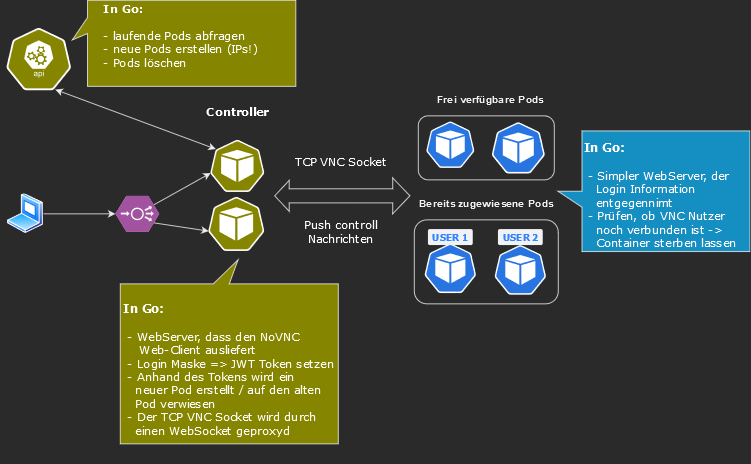 In Go:
- laufende Pods abfragen
- neue Pods erstellen (IPs!)
- Pods löschen
api
Controller
Frei verfügbare Pods
TCP VNC Socket
Push controll
Nachrichten
Bereits zugewiesene Pods
USER 1
USER 2
In Go:
- Simpler WebServer, der
Login Information
entgegennimt
- Prüfen, ob VNC Nutzer
noch verbunden ist ->
Container sterben lassen
In Go:
- WebServer, dass den NoVNC
Web-Client ausliefert
- Login Maske => JWT Token setzen
- Anhand des Tokens wird ein
neuer Pod erstellt / auf den alten
Pod verwiesen
- Der TCP VNC Socket wird durch
einen WebSocket geproxyd